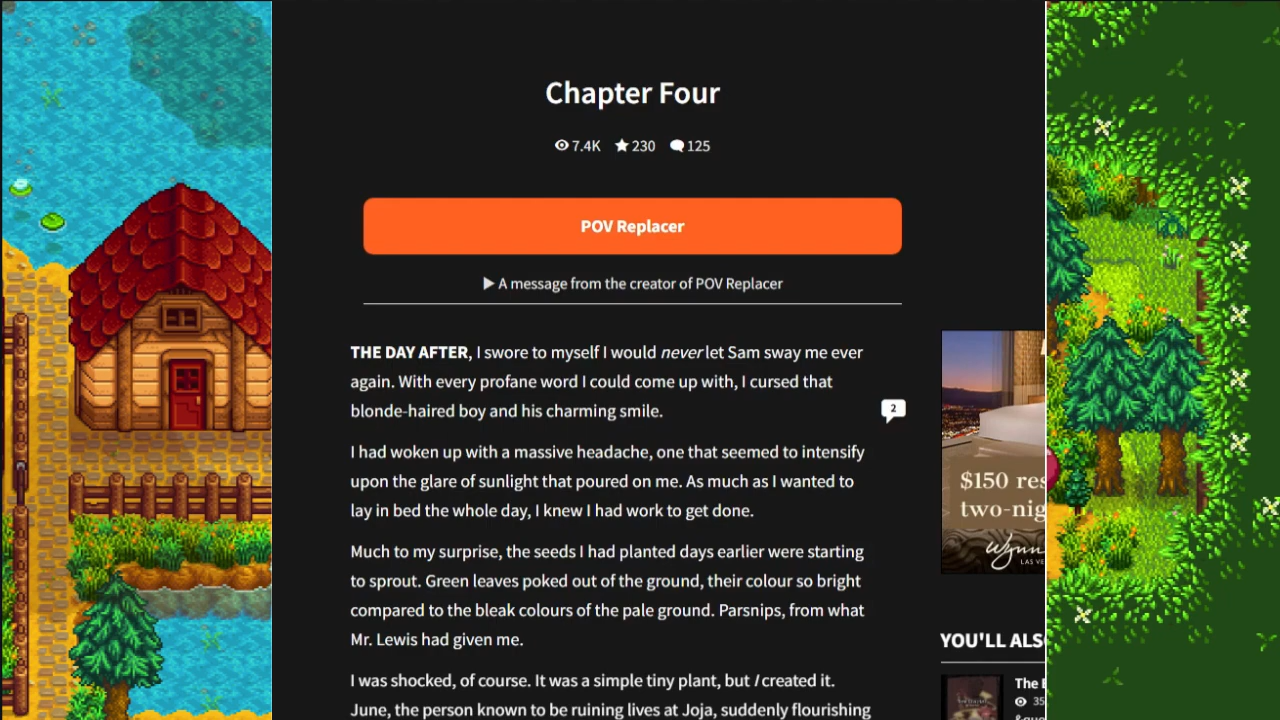 Chapter Four
7.4K 230 125
POV Replacer
▶ A message from the creator of POV Replacer
THE DAY AFTER, I swore to myself I would never let Sam sway me ever
again. With every profane word I could come up with, I cursed that
blonde-haired boy and his charming smile.
2
I had woken up with a massive headache, one that seemed to intensify
upon the glare of sunlight that poured on me. As much as I wanted to
lay in bed the whole day, I knew I had work to get done.
$150 res
two-nig
Wynn
LAS VE
Much to my surprise, the seeds I had planted days earlier were starting
to sprout. Green leaves poked out of the ground, their colour so bright
compared to the bleak colours of the pale ground. Parsnips, from what
Mr. Lewis had given me.
YOU'LL ALS
I was shocked, of course. It was a simple tiny plant, but I created it.
June, the person known to be ruining lives at Joja, suddenly flourishing
The
35